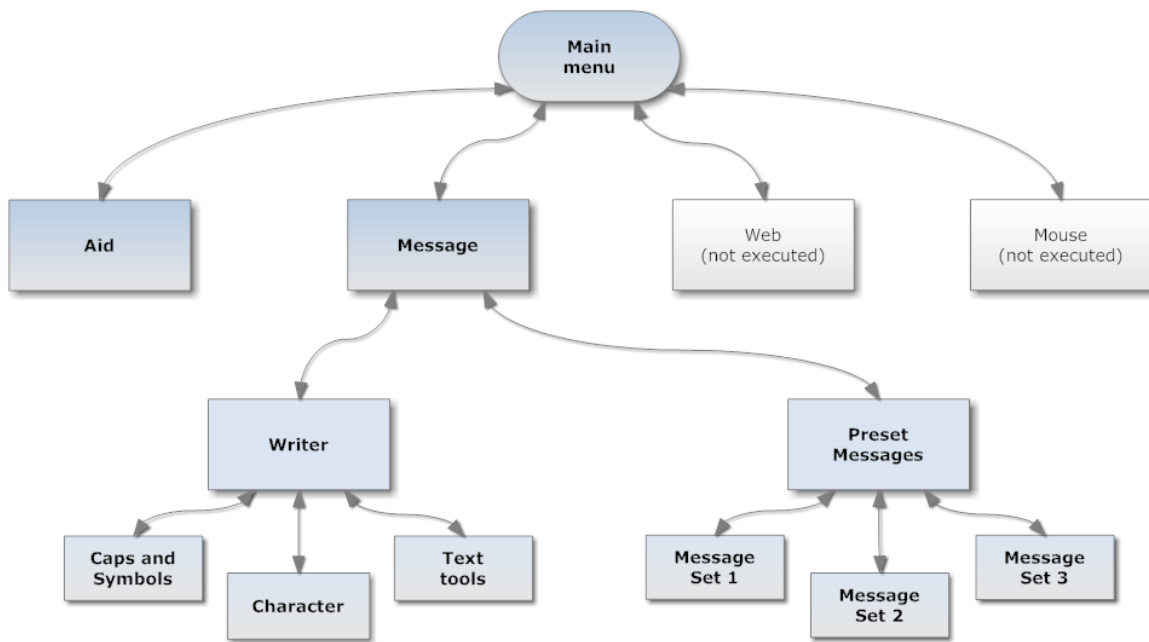 Main
menu
Aid
Message
Web
(not executed)
Mouse
(not executed)
Writer
Preset
Messages
Caps and
Symbols
Character
Text
tools
Message
Set 1
Message
Set 2
Message
Set 3